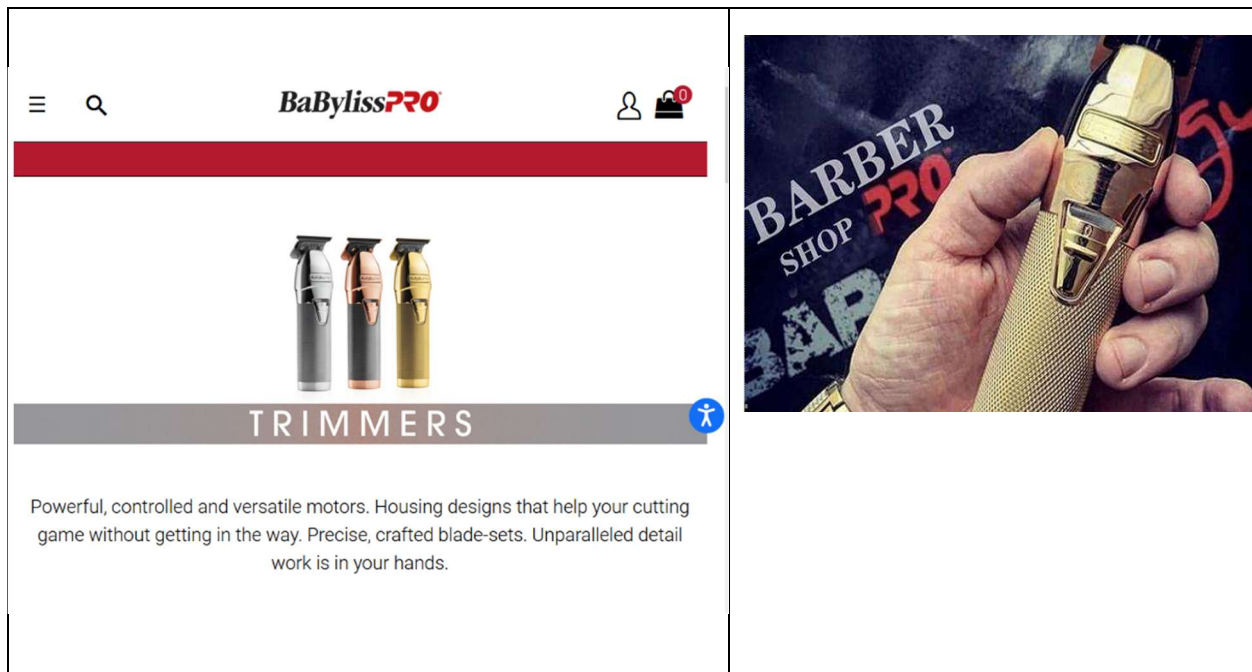 BaBylissPRO
0
TRIMMERS
Powerful, controlled and versatile motors. Housing designs that help your cutting
game without getting in the way. Precise, crafted blade-sets. Unparalleled detail
work is in your hands.
BARBER
SHOP PRO
BAR